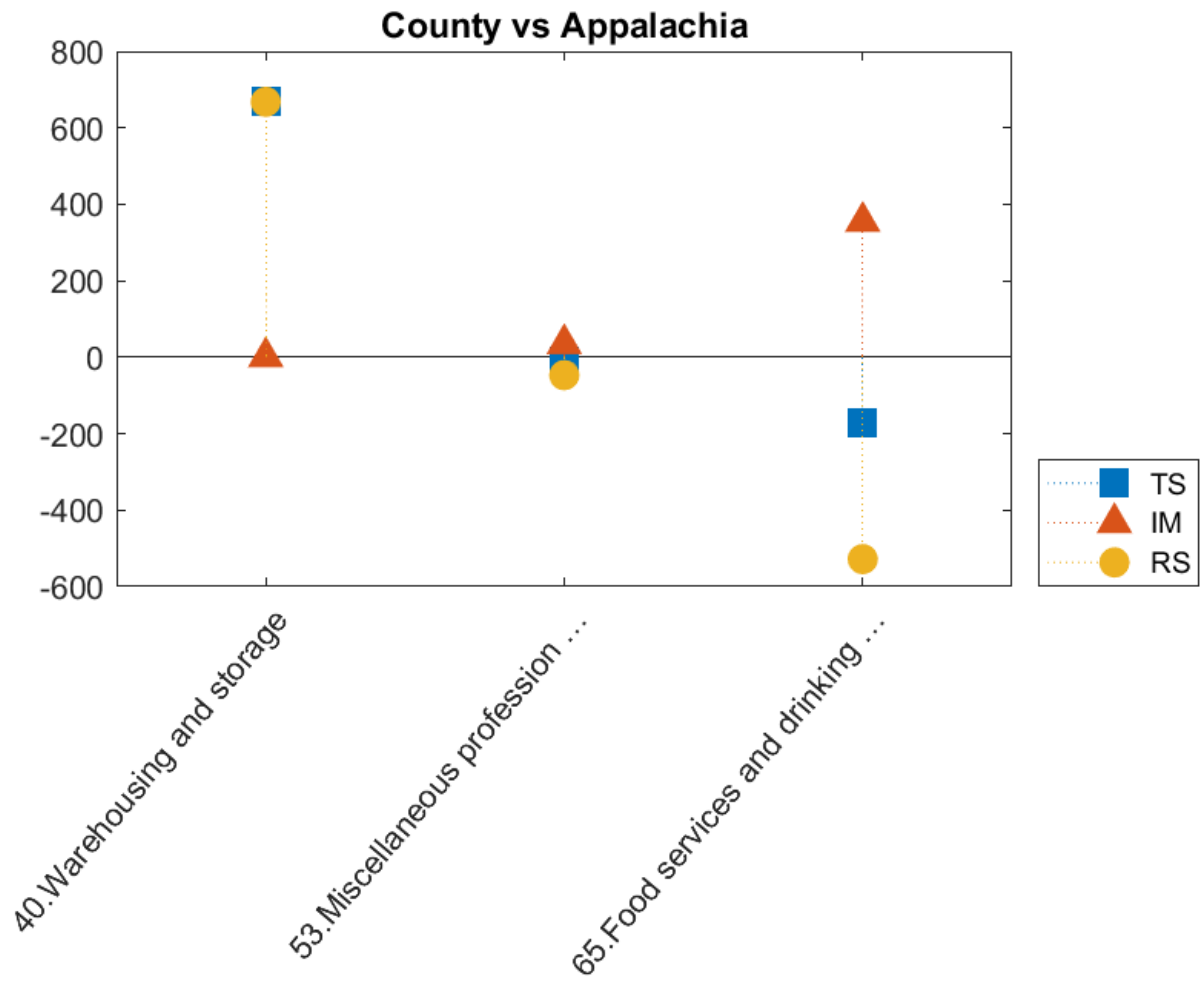 County vs Appalachia
800
600
400
200
0
-200
-400
-600
40.Warehousing and storage
53.Miscellaneous profession ...
65.Food services and drinking ...
TS
IM
RS